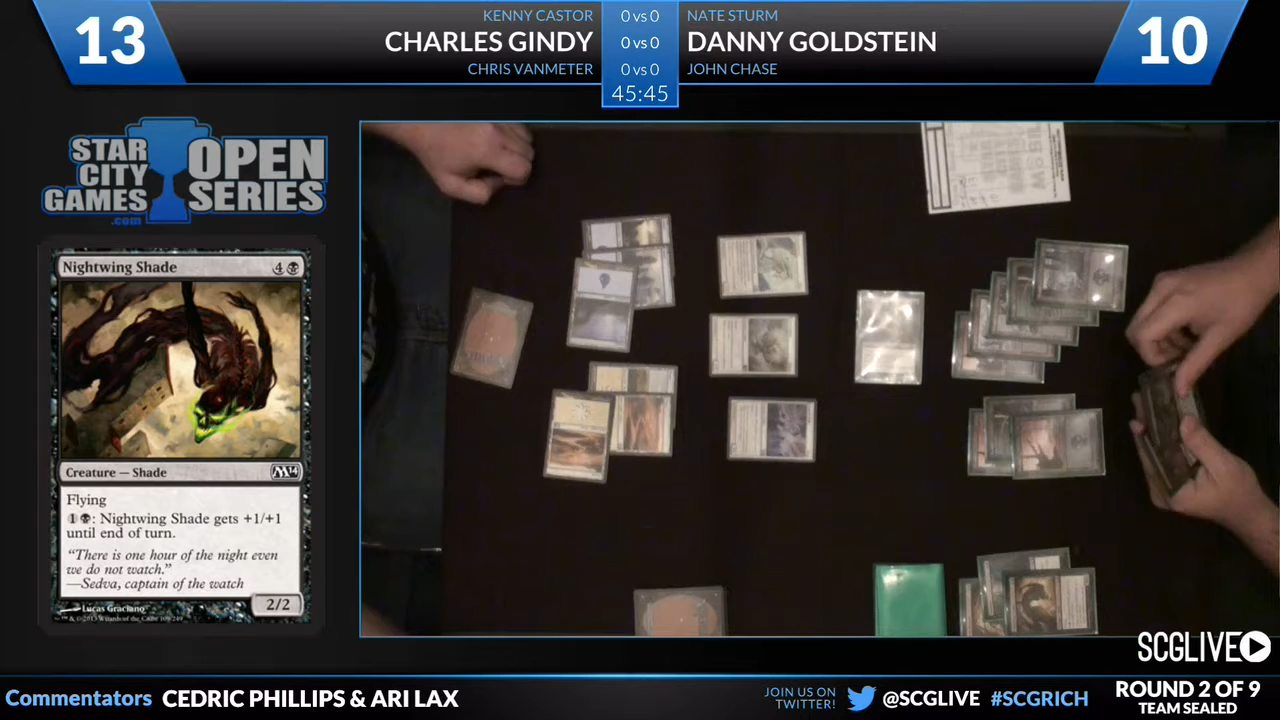 13
KENNY CASTOR
CHARLES GINDY
CHRIS VANMETER
0 vs 0
0 vs 0
0 vs 0
45:45
NATE STURM
DANNY GOLDSTEIN
JOHN CHASE
10
STAR
CITY
GAMES
.com
OPEN
SERIES
Nightwing Shade 4
Creature — Shade M14
Flying
1: Nightwing Shade gets +1/+1
until end of turn.
"There is one hour of the night even
we do not watch."
—Sedva, captain of the watch
2/2
Lucas Graciano
SCGLIVE
Commentators CEDRIC PHILLIPS & ARI LAX
JOIN US ON
TWITTER!
@SCGLIVE #SCGRICH
ROUND 2 OF 9
TEAM SEALED